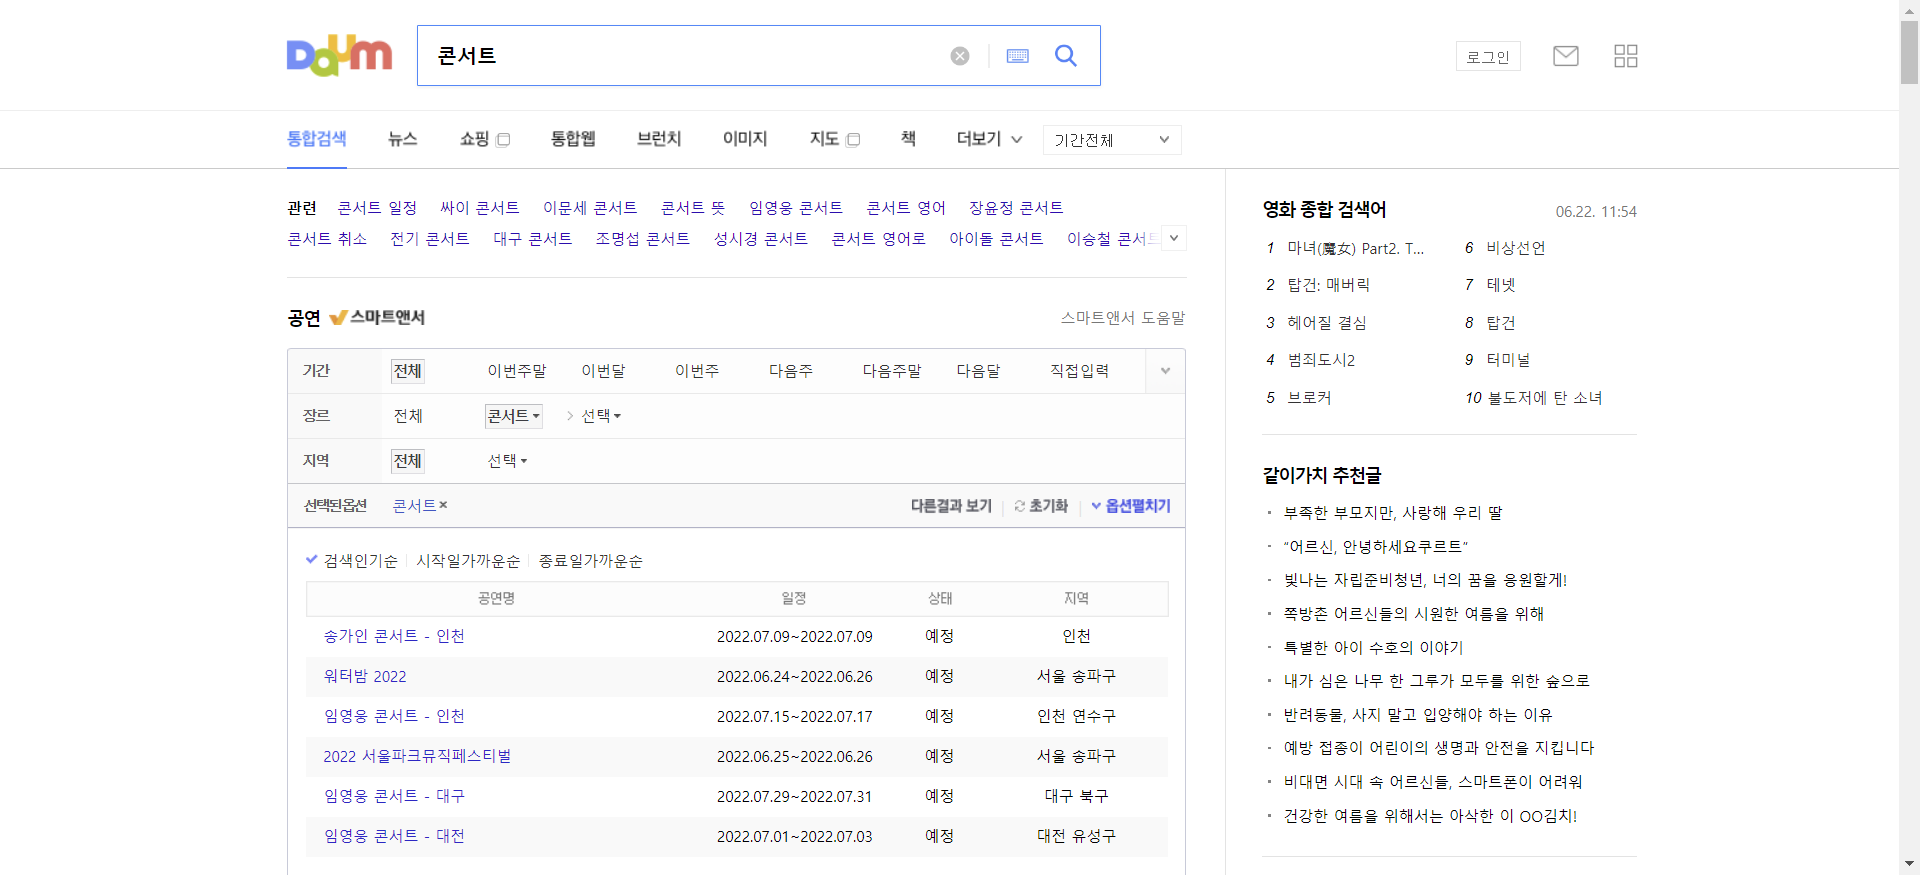 Daum
콘서트
로그인
통합검색 뉴스 쇼핑 통합웹 브런치 이미지 지도 책 더보기 기간전체
관련 콘서트 일정 싸이 콘서트 이문세 콘서트 콘서트 뜻 임영웅 콘서트 콘서트 영어 장윤정 콘서트
콘서트 취소 전기 콘서트 대구 콘서트 조명섭 콘서트 성시경 콘서트 콘서트 영어로 아이돌 콘서트 이승철 콘서트
공연 스마트앤서 스마트앤서 도움말
기간 전체 이번주말 이번달 이번주 다음주 다음주말 다음달 직접입력
장르 전체 콘서트 > 선택
지역 전체 선택
선택된옵션 콘서트 다른결과 보기 초기화 옵션펼치기
검색인기순 시작일가까운순 종료일가까운순
공연명 일정 상태 지역
송가인 콘서트 - 인천 2022.07.09~2022.07.09 예정 인천
워터밤 2022 2022.06.24~2022.06.26 예정 서울 송파구
임영웅 콘서트 - 인천 2022.07.15~2022.07.17 예정 인천 연수구
2022 서울파크뮤직페스티벌 2022.06.25~2022.06.26 예정 서울 송파구
임영웅 콘서트 - 대구 2022.07.29~2022.07.31 예정 대구 북구
임영웅 콘서트 - 대전 2022.07.01~2022.07.03 예정 대전 유성구
영화 종합 검색어 06.22. 11:54
1 마녀(魔女) Part2. T... 6 비상선언
2 탑건: 매버릭 7 테넷
3 헤어질 결심 8 탑건
4 범죄도시2 9 터미널
5 브로커 10 불도저에 탄 소녀
같이가치 추천글
부족한 부모지만, 사랑해 우리 딸
“어르신, 안녕하세요쿠르트”
빛나는 자립준비청년, 너의 꿈을 응원할게!
쪽방촌 어르신들의 시원한 여름을 위해
특별한 아이 수호의 이야기
내가 심은 나무 한 그루가 모두를 위한 숲으로
반려동물, 사지 말고 입양해야 하는 이유
예방 접종이 어린이의 생명과 안전을 지킵니다
비대면 시대 속 어르신들, 스마트폰이 어려워
건강한 여름을 위해서는 아삭한 이 OO김치!